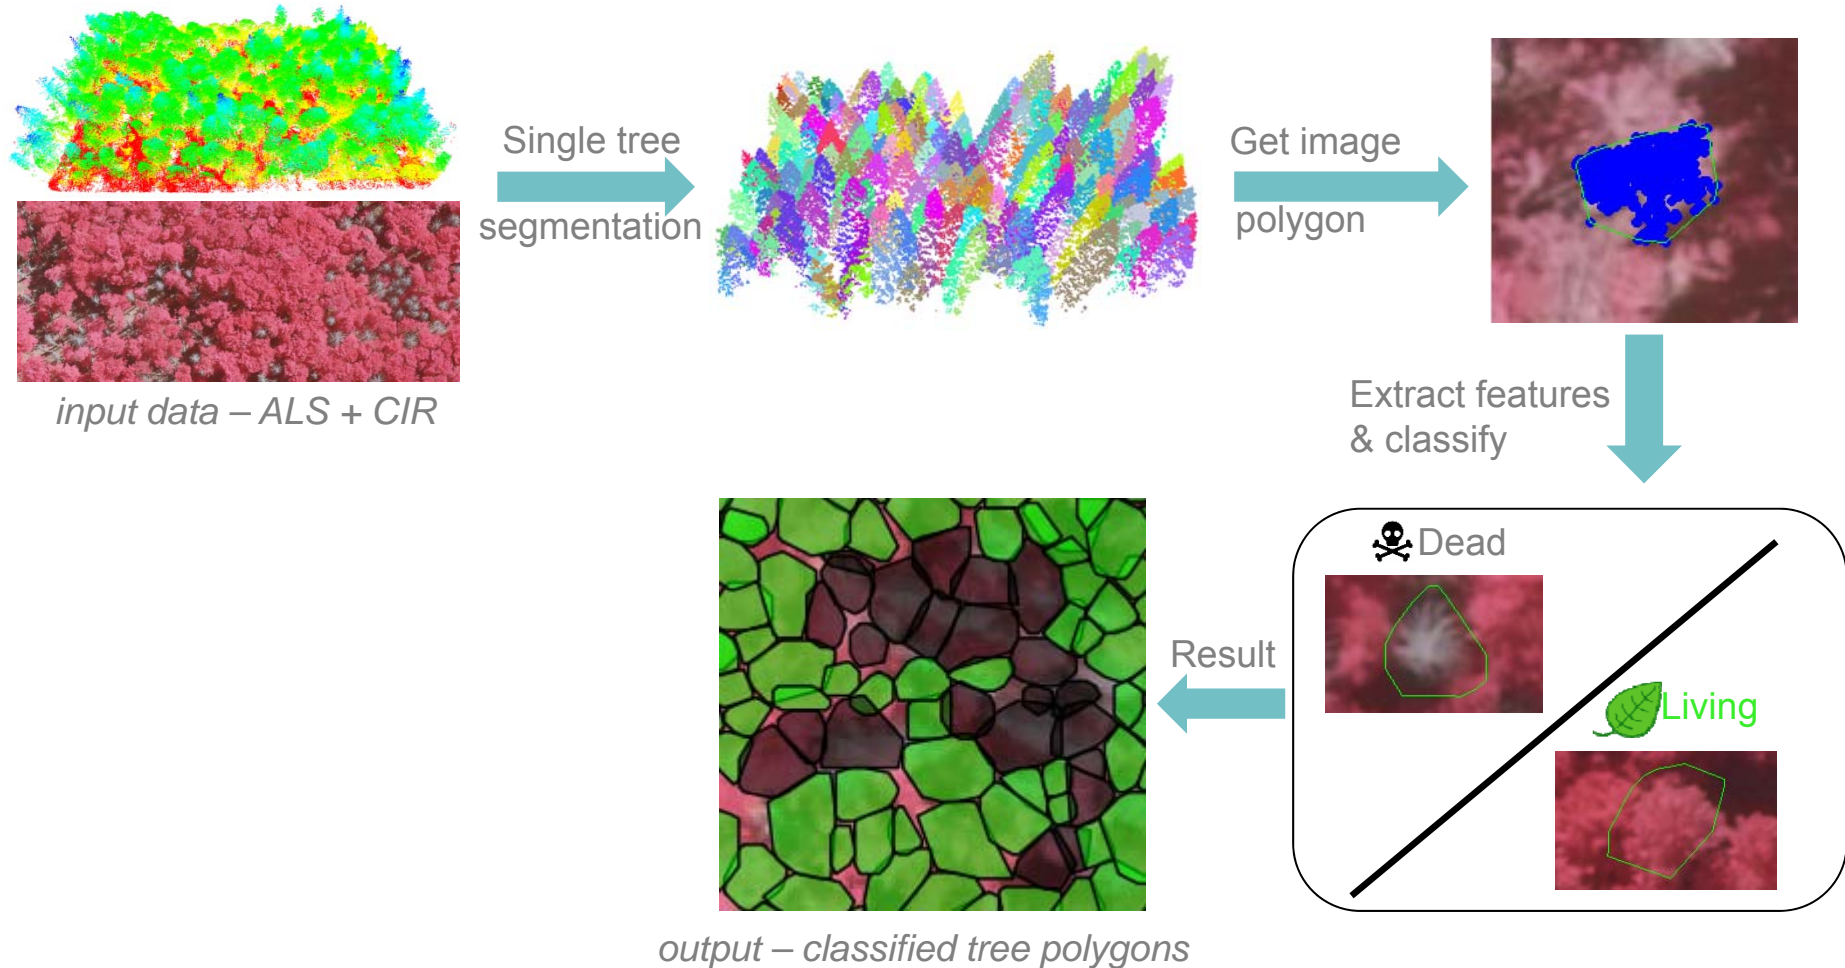 Single tree
segmentation
Get image
polygon
input data – ALS + CIR
Extract features
& classify
Dead
Result
Living
output – classified tree polygons